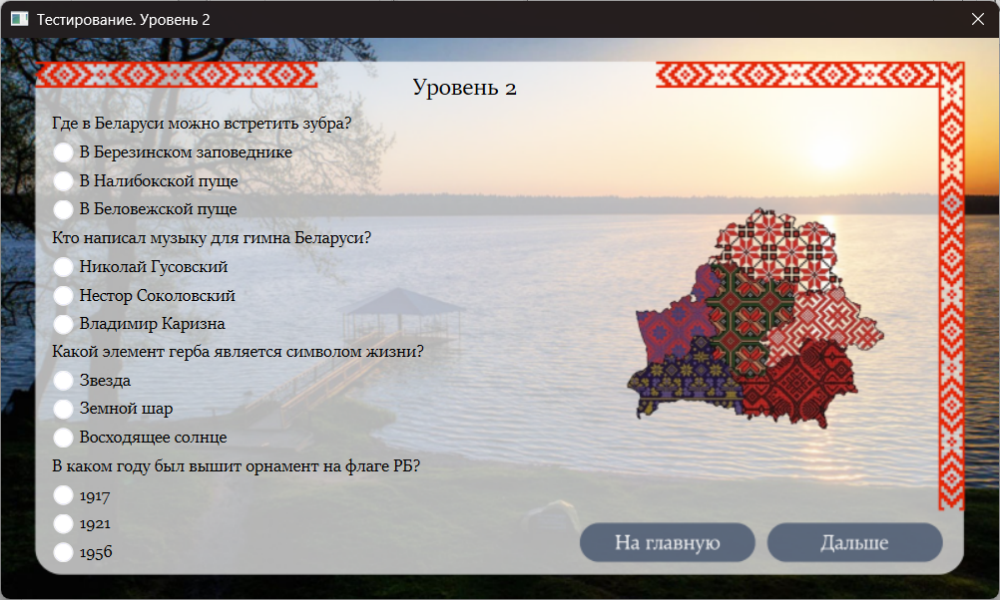 Тестирование. Уровень 2
Уровень 2
Где в Беларуси можно встретить зубра?
В Березинском заповеднике
В Налибокской пуще
В Беловежской пуще
Кто написал музыку для гимна Беларуси?
Николай Гусовский
Нестор Соколовский
Владимир Каризна
Какой элемент герба является символом жизни?
Звезда
Земной шар
Восходящее солнце
В каком году был вышит орнамент на флаге РБ?
1917
1921
1956
На главную
Дальше